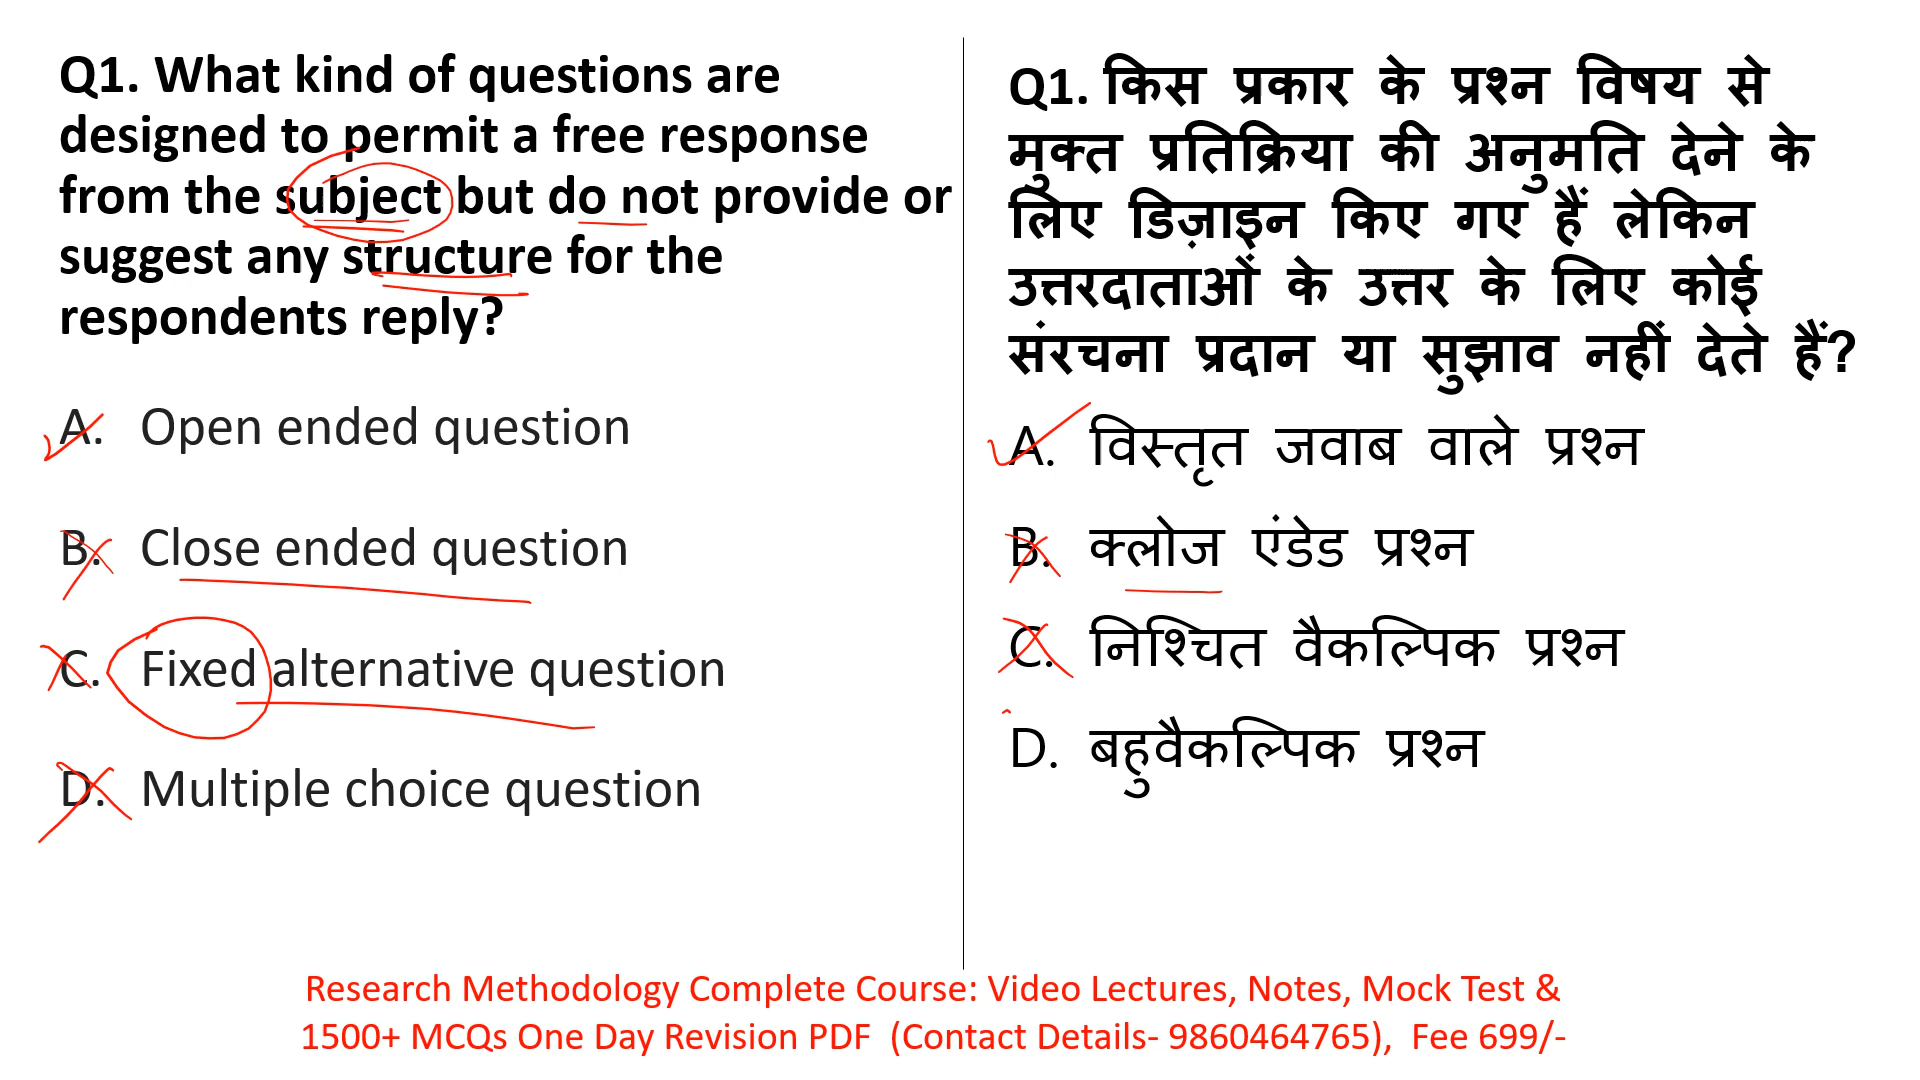 Q1. What kind of questions are
designed to permit a free response
from the subject but do not provide or
suggest any structure for the
respondents reply?
A. Open ended question
B. Close ended question
C. Fixed alternative question
D. Multiple choice question
Q1. किस प्रकार के प्रश्न विषय से
मुक्त प्रतिक्रिया की अनुमति देने के
लिए डिज़ाइन किए गए हैं लेकिन
उत्तरदाताओं के उत्तर के लिए कोई
संरचना प्रदान या सुझाव नहीं देते हैं?
A. विस्तृत जवाब वाले प्रश्न
B. क्लोज एंडेड प्रश्न
C. निश्चित वैकल्पिक प्रश्न
D. बहुवैकल्पिक प्रश्न
Research Methodology Complete Course: Video Lectures, Notes, Mock Test &
1500+ MCQs One Day Revision PDF (Contact Details- 9860464765), Fee 699/-